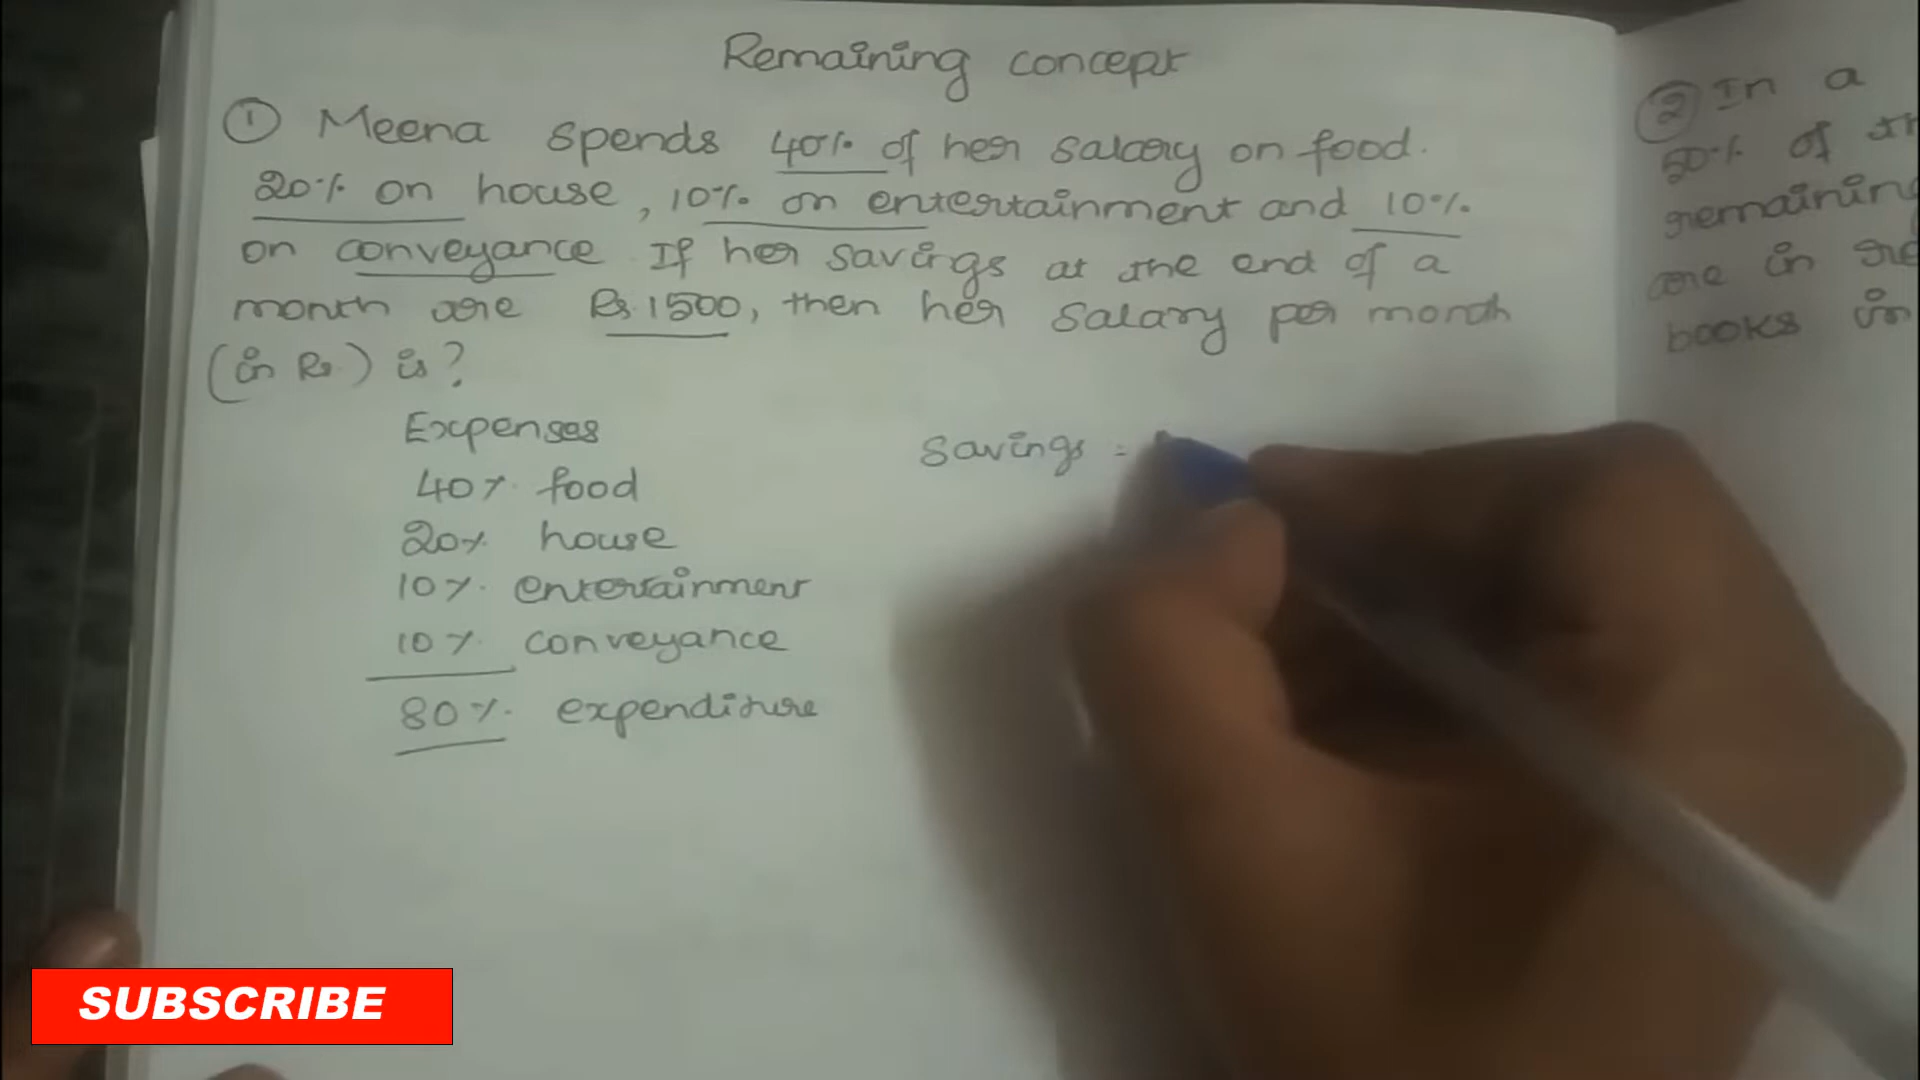 Remaining concept
① Meena spends 40% of her salary on food.
20% on house, 10% on entertainment and 10%
on conveyance If her savings at the end of a
month are Rs.1500, then her salary per month
(in Rs.) is?
Expenses
40% food
20% house
10% entertainment
10% conveyance
80% expenditure
Savings =
② In a
50% of
remaining
are in
books in
SUBSCRIBE